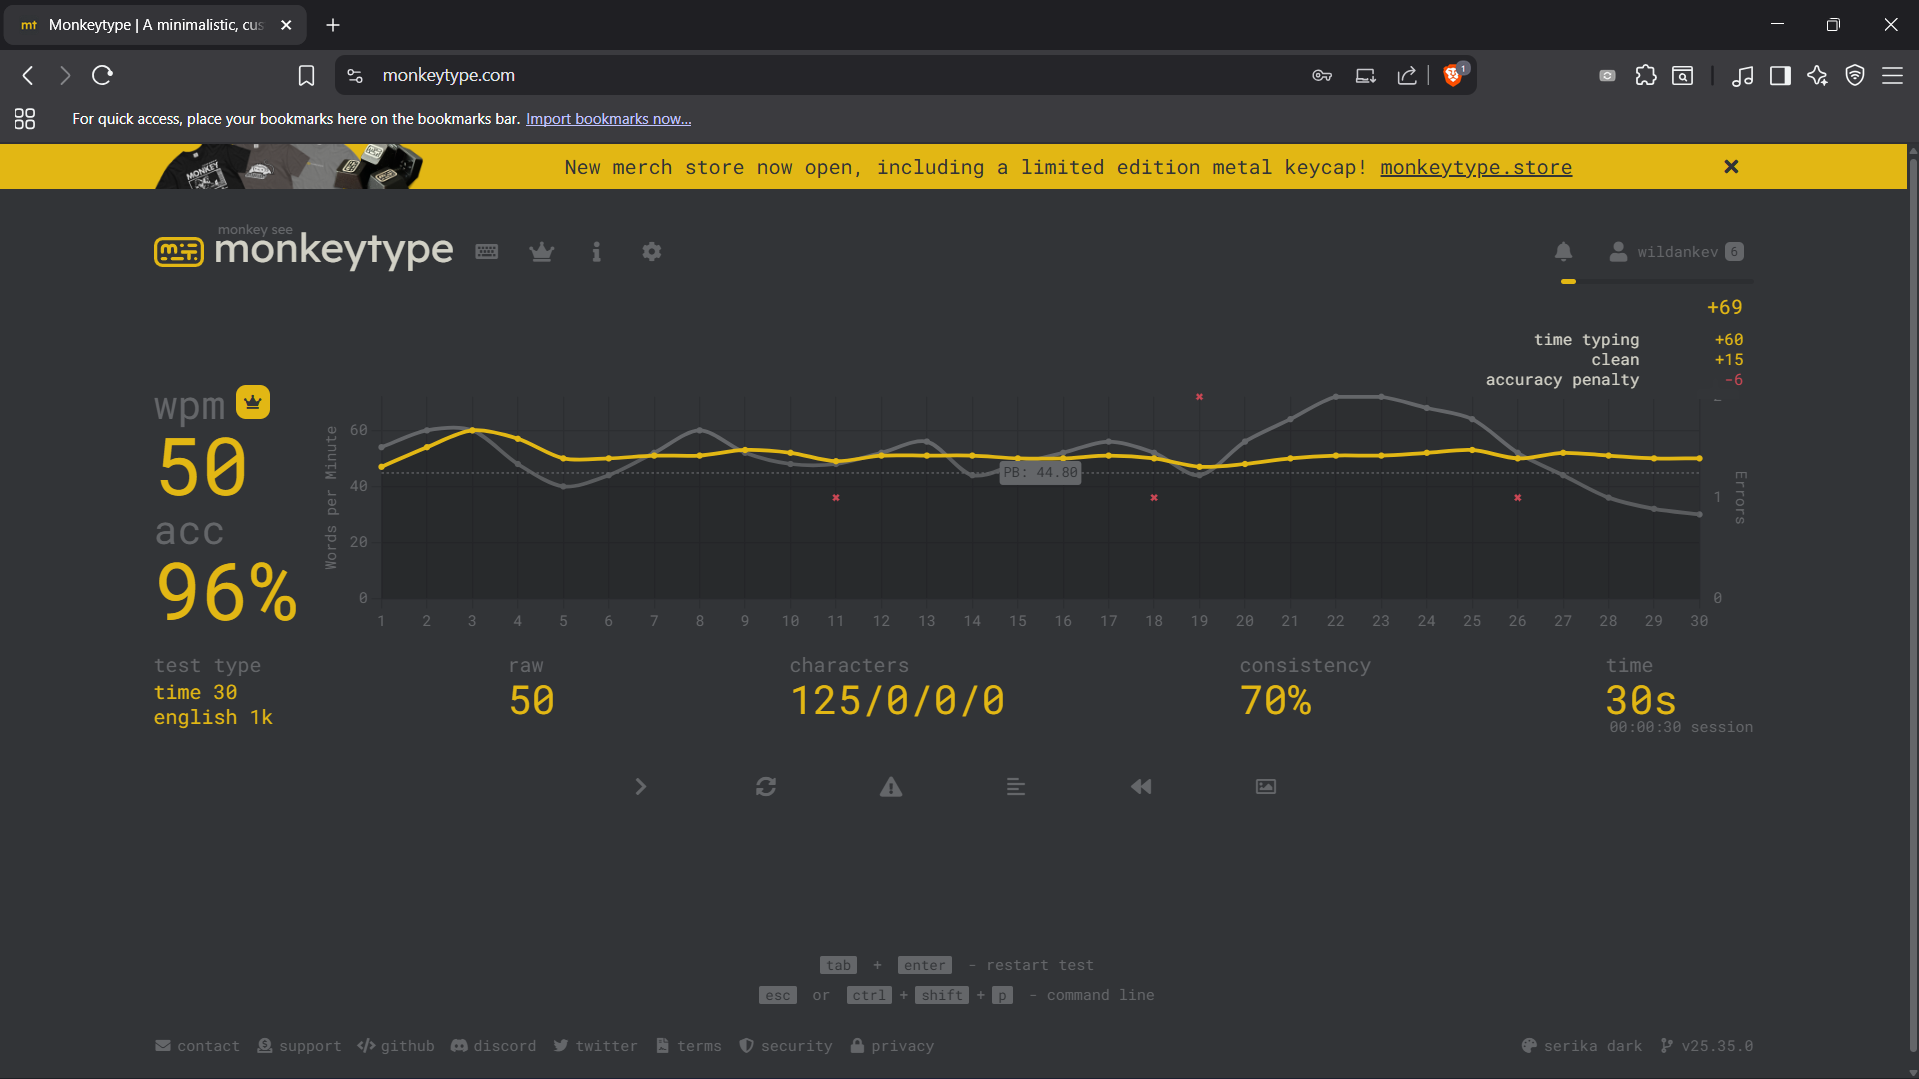 mt Monkeytype | A minimalistic, cus
monkeytype.com
1
For quick access, place your bookmarks here on the bookmarks bar. Import bookmarks now...
MONKEY
New merch store now open, including a limited edition metal keycap! monkeytype.store
monkey see
monkeytype
wildankev 6
+69
time typing +60
clean +15
accuracy penalty -6
wpm
50
acc
96%
Words per Minute
60
40
20
0
PB: 44.80
Errors
1
0
1 2 3 4 5 6 7 8 9 10 11 12 13 14 15 16 17 18 19 20 21 22 23 24 25 26 27 28 29 30
test type
time 30
english 1k
raw
50
characters
125/0/0/0
consistency
70%
time
30s
00:00:30 session
tab + enter - restart test
esc or ctrl + shift + p - command line
contact support github discord twitter terms security privacy
serika dark v25.35.0